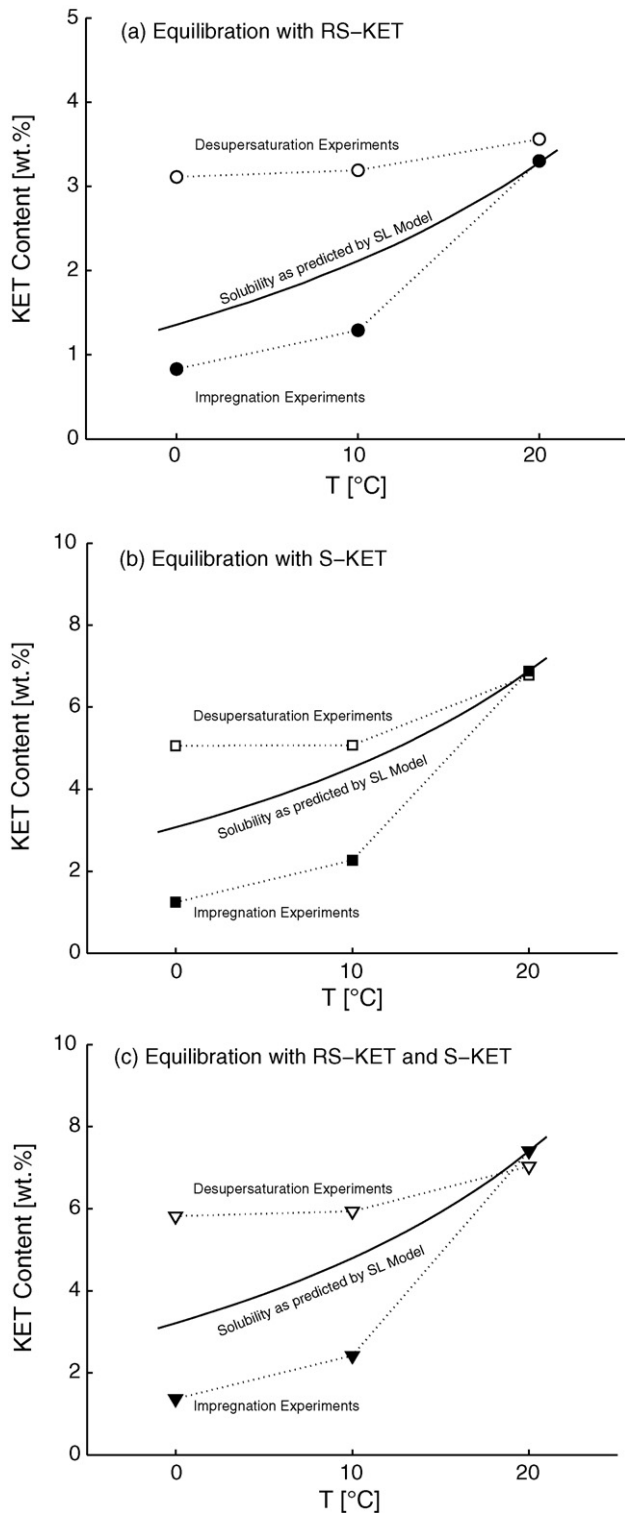 (a) Equilibration with RS−KET
KET Content [wt.%]
5
4
3
2
1
0
Desupersaturation Experiments
Solubility as predicted by SL Model
Impregnation Experiments
0 10 20
T [°C]
(b) Equilibration with S−KET
KET Content [wt.%]
10
8
6
4
2
0
Desupersaturation Experiments
Solubility as predicted by SL Model
Impregnation Experiments
0 10 20
T [°C]
(c) Equilibration with RS−KET and S−KET
KET Content [wt.%]
10
8
6
4
2
0
Desupersaturation Experiments
Solubility as predicted by SL Model
Impregnation Experiments
0 10 20
T [°C]